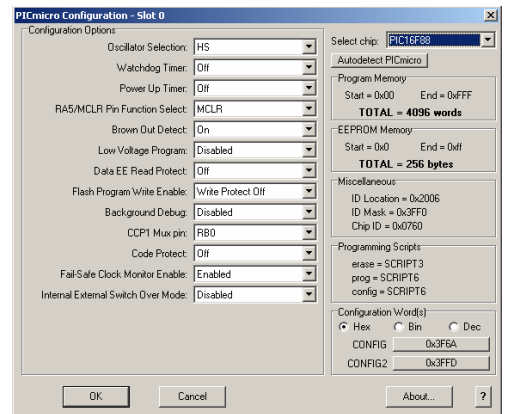 PICmicro Configuration - Slot 0
Configuration Options
Oscillator Selection: HS
Watchdog Timer: Off
Power Up Timer: Off
RA5/MCLR Pin Function Select: MCLR
Brown Out Detect: On
Low Voltage Program: Disabled
Data EE Read Protect: Off
Flash Program Write Enable: Write Protect Off
Background Debug: Disabled
CCP1 Mux pin: RB0
Code Protect: Off
Fail-Safe Clock Monitor Enable: Enabled
Internal External Switch Over Mode: Disabled
Select chip: PIC16F88
Autodetect PICmicro
Program Memory
Start = 0x00 End = 0xFFF
TOTAL = 4096 words
EEPROM Memory
Start = 0x0 End = 0xff
TOTAL = 256 bytes
Miscellaneous
ID Location = 0x2006
ID Mask = 0x3FF0
Chip ID = 0x0760
Programming Scripts
erase = SCRIPT3
prog = SCRIPT6
config = SCRIPT6
Configuration Word(s)
Hex Bin Dec
CONFIG 0x3F6A
CONFIG2 0x3FFD
OK Cancel About... ?